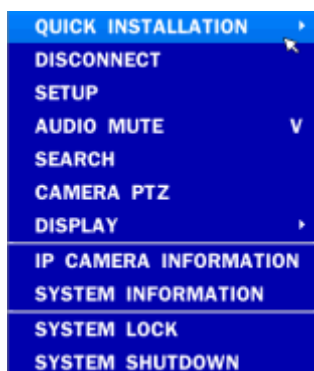 QUICK INSTALLATION
DISCONNECT
SETUP
AUDIO MUTE V
SEARCH
CAMERA PTZ
DISPLAY
IP CAMERA INFORMATION
SYSTEM INFORMATION
SYSTEM LOCK
SYSTEM SHUTDOWN